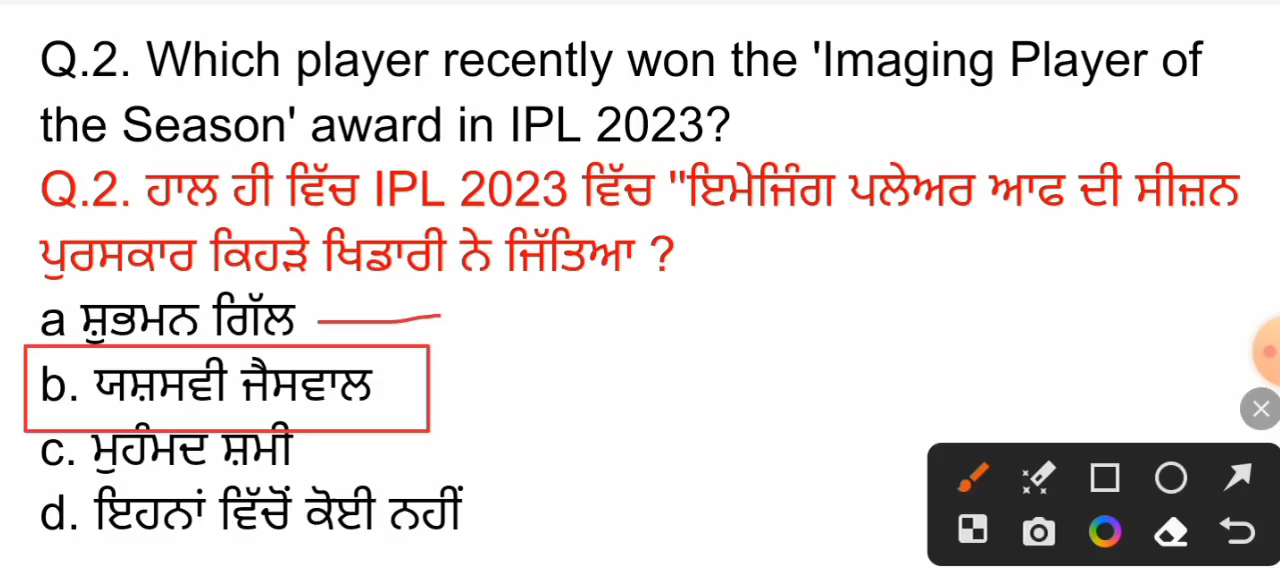 Q.2. Which player recently won the 'Imaging Player of
the Season' award in IPL 2023?
Q.2. ਹਾਲ ਹੀ ਵਿੱਚ IPL 2023 ਵਿੱਚ "ਇਮੇਜਿੰਗ ਪਲੇਅਰ ਆਫ ਦੀ ਸੀਜ਼ਨ
ਪੁਰਸਕਾਰ ਕਿਹੜੇ ਖਿਡਾਰੀ ਨੇ ਜਿੱਤਿਆ ?
a ਸ਼ੁਭਮਨ ਗਿੱਲ
b. ਯਸ਼ਸਵੀ ਜੈਸਵਾਲ
c. ਮੁਹੰਮਦ ਸ਼ਮੀ
d. ਇਹਨਾਂ ਵਿੱਚੋਂ ਕੋਈ ਨਹੀਂ